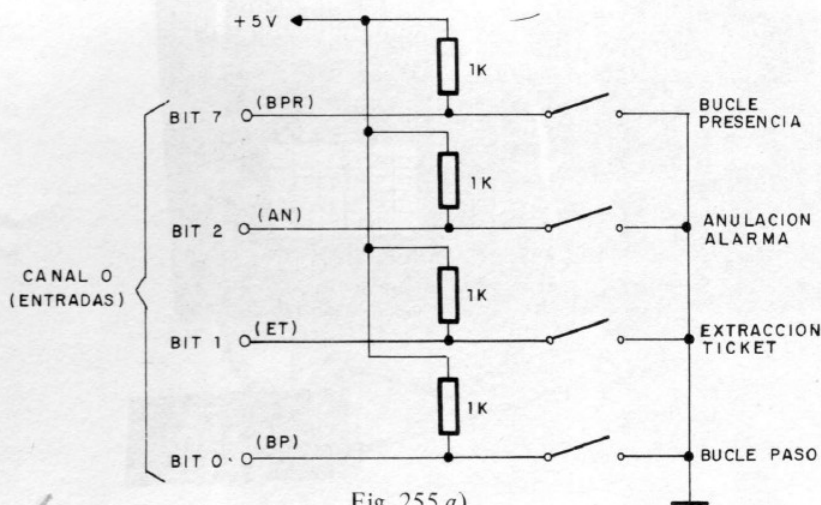 +5V
1K
BIT 7
(BPR)
BUCLE
PRESENCIA
1K
BIT 2
(AN)
ANULACION
ALARMA
CANAL 0
(ENTRADAS)
1K
BIT 1
(ET)
EXTRACCION
TICKET
1K
BIT 0
(BP)
BUCLE PASO
Fig. 255 a)